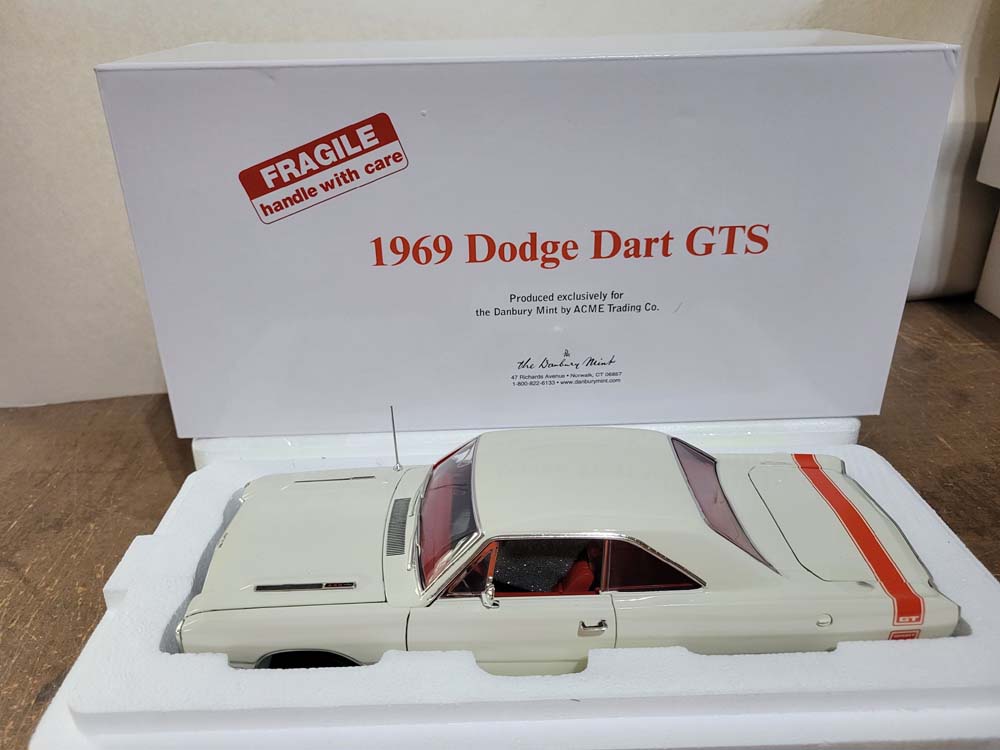 FRAGILE
handle with care
1969 Dodge Dart GTS
Produced exclusively for
the Danbury Mint by ACME Trading Co.
The Danbury Mint
47 Richards Avenue • Norwalk, CT 06857
1-800-822-6133 • www.danburymint.com
GT